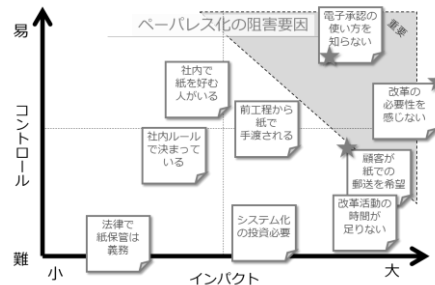 ペーパレス化の阻害要因
易
重要
電子承認の
使い方を
知らない
社内で
紙を好む
人がいる
改革の
必要性を
感じない
前工程から
紙で
手渡される
コントロール
社内ルール
で決まって
いる
顧客が
紙での
郵送を希望
改革活動の
時間が
足りない
法律で
紙保管は
義務
システム化
の投資必要
難
小
インパクト
大